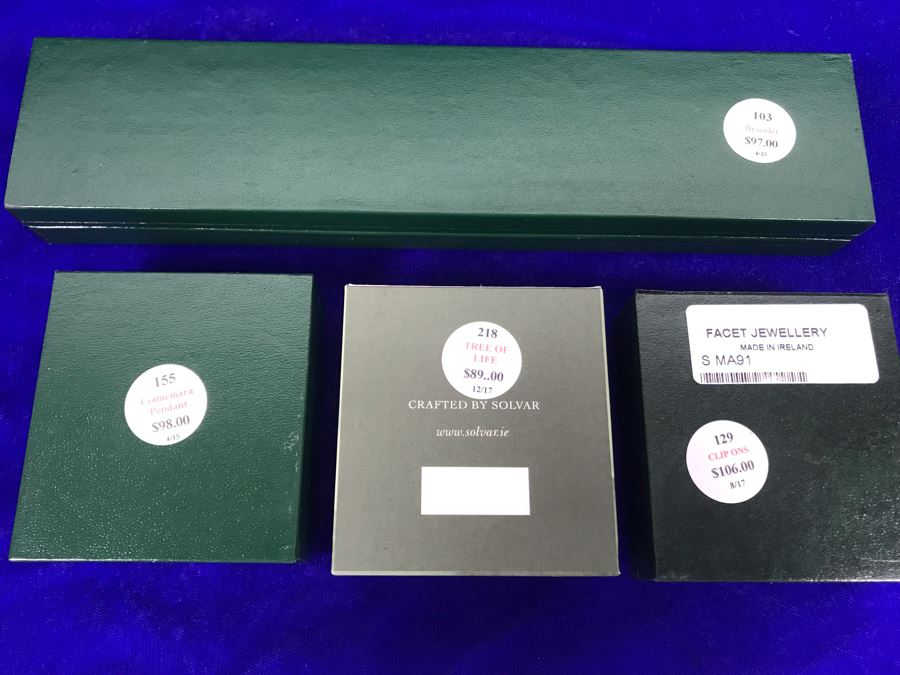 103
Bracelet
$97.00
4/15
155
Connemara
Pendant
$98.00
4/15
218
TREE OF
LIFE
$89..00
12/17
CRAFTED BY SOLVAR
www.solvar.ie
FACET JEWELLERY
MADE IN IRELAND
S MA91
129
CLIP ONS
$106.00
8/17